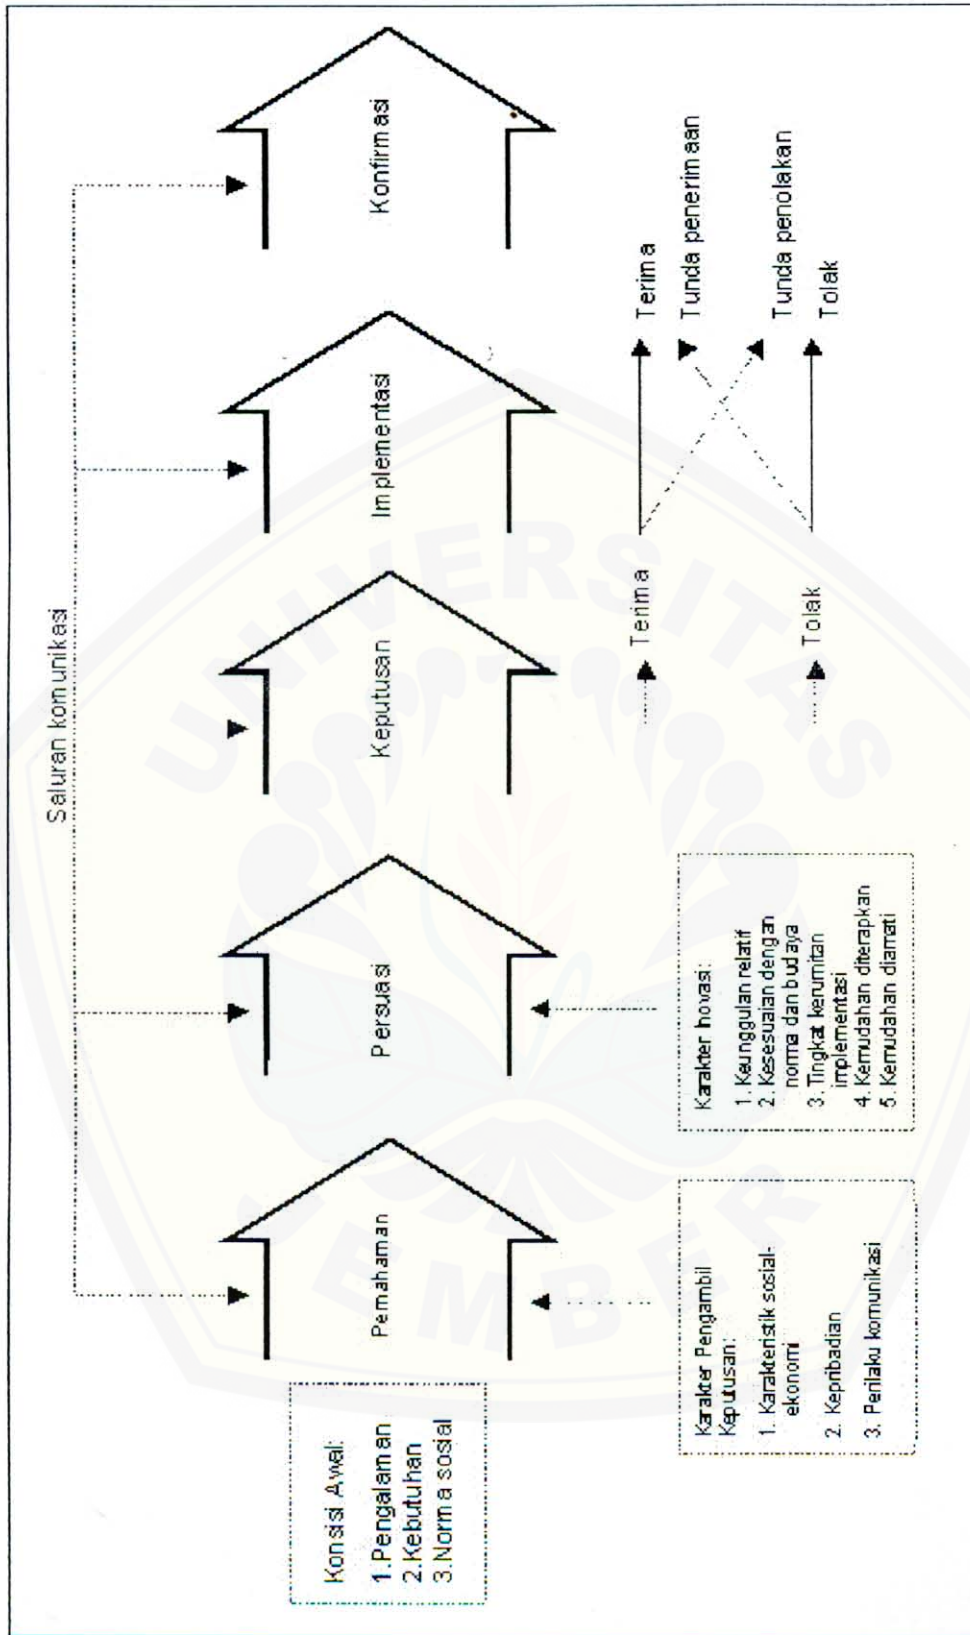 Saluran komunikasi
Konsisi Awal:
1.Pengalaman
2.Kebutuhan
3.Norma sosial
Pemahaman
Persuasi
Keputusan
Implementasi
Konfirmasi
Karakter Pengambil
Keputusan:
1. Karakteristik sosial-
ekonomi
2. Kepribadian
3. Perilaku komunikasi
Karakter Inovasi:
1. Keunggulan relatif
2. Kesesuaian dengan
norma dan budaya
3. Tingkat kerumitan
implementasi
4. Kemudahan diterapkan
5. Kemudahan diamati
Terima
Tolak
Terima
Tunda penerimaan
Tunda penolakan
Tolak
UNIVERSITAS
JEMBER